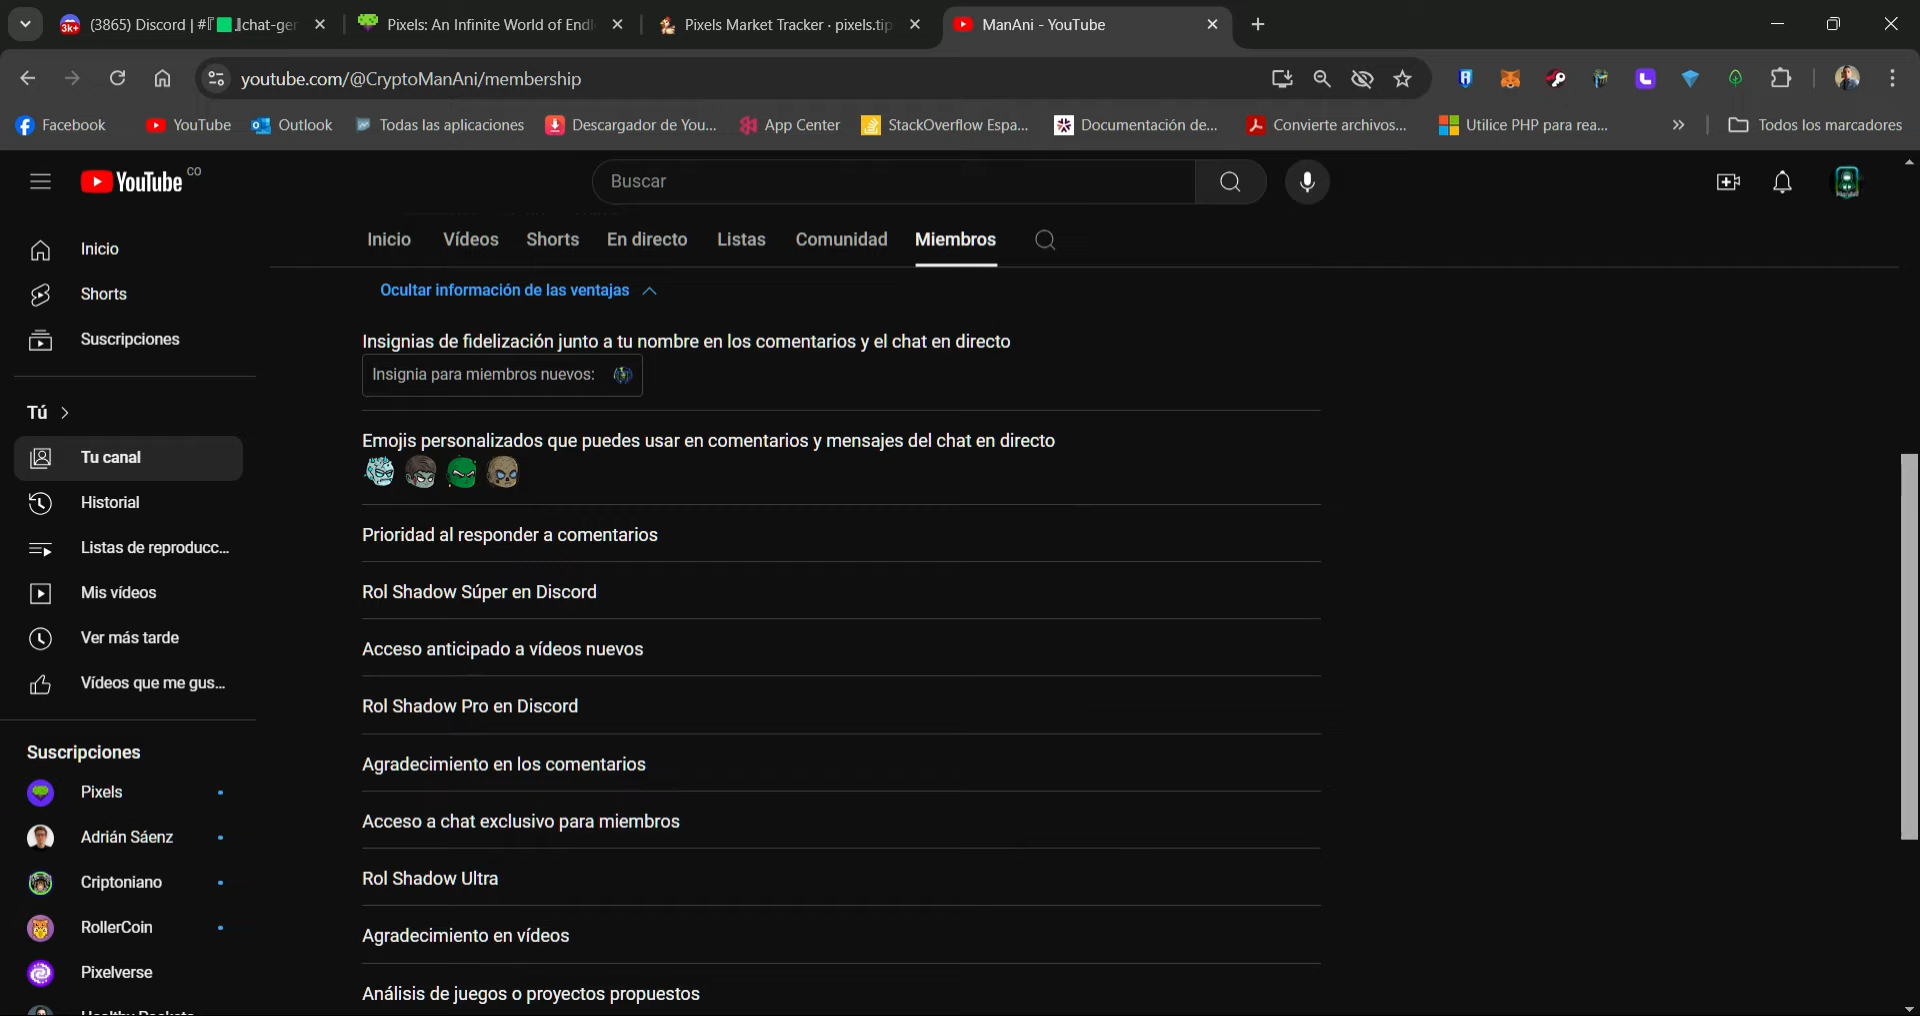 (3865) Discord | #『🟩』chat-ger
Pixels: An Infinite World of Endl
Pixels Market Tracker · pixels.tip
ManAni - YouTube
youtube.com/@CryptoManAni/membership
Facebook
YouTube
Outlook
Todas las aplicaciones
Descargador de You...
App Center
StackOverflow Espa...
Documentación de...
Convierte archivos...
Utilice PHP para rea...
Todos los marcadores
YouTube CO
Buscar
Inicio
Shorts
Suscripciones
Tú
Tu canal
Historial
Listas de reproducc...
Mis vídeos
Ver más tarde
Vídeos que me gus...
Suscripciones
Pixels
Adrián Sáenz
Criptoniano
RollerCoin
Pixelverse
Inicio
Vídeos
Shorts
En directo
Listas
Comunidad
Miembros
Ocultar información de las ventajas
Insignias de fidelización junto a tu nombre en los comentarios y el chat en directo
Insignia para miembros nuevos:
Emojis personalizados que puedes usar en comentarios y mensajes del chat en directo
Prioridad al responder a comentarios
Rol Shadow Súper en Discord
Acceso anticipado a vídeos nuevos
Rol Shadow Pro en Discord
Agradecimiento en los comentarios
Acceso a chat exclusivo para miembros
Rol Shadow Ultra
Agradecimiento en vídeos
Análisis de juegos o proyectos propuestos